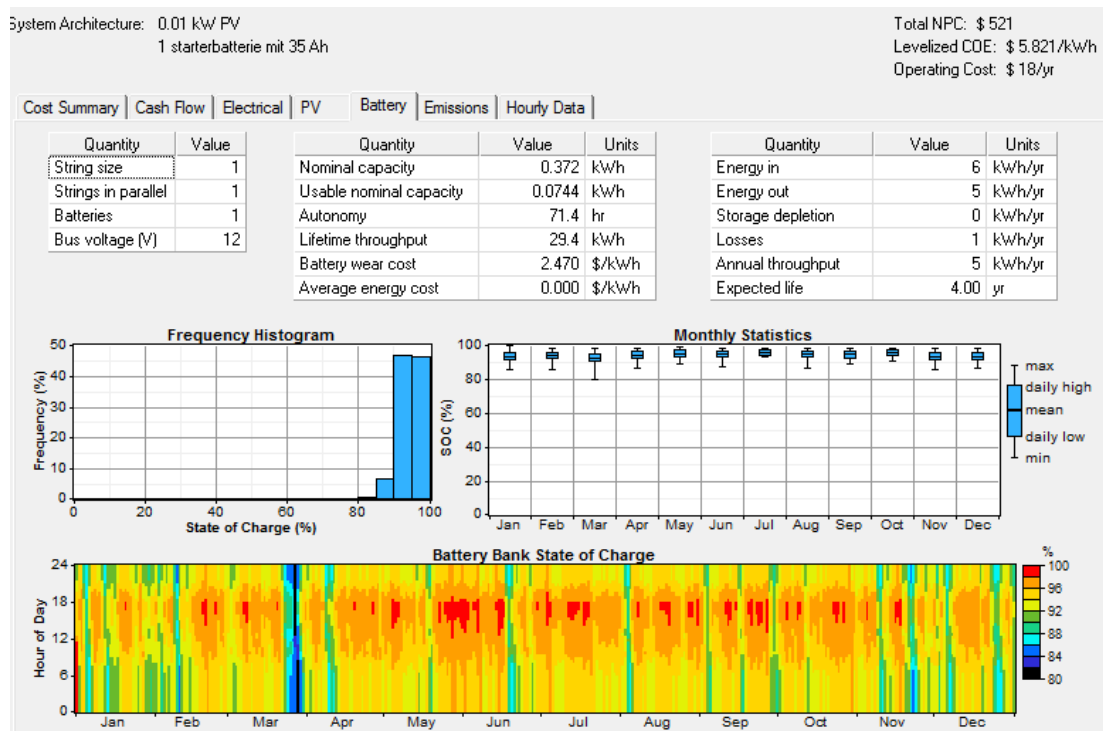 System Architecture: 0.01 kW PV
1 starterbatterie mit 35 Ah
Total NPC: $ 521
Levelized COE: $ 5.821/kWh
Operating Cost: $ 18/yr
Cost Summary Cash Flow Electrical PV Battery Emissions Hourly Data
Quantity Value
String size 1
Strings in parallel 1
Batteries 1
Bus voltage (V) 12
Quantity Value Units
Nominal capacity 0.372 kWh
Usable nominal capacity 0.0744 kWh
Autonomy 71.4 hr
Lifetime throughput 29.4 kWh
Battery wear cost 2.470 $/kWh
Average energy cost 0.000 $/kWh
Quantity Value Units
Energy in 6 kWh/yr
Energy out 5 kWh/yr
Storage depletion 0 kWh/yr
Losses 1 kWh/yr
Annual throughput 5 kWh/yr
Expected life 4.00 yr
Frequency Histogram
Frequency (%)
50
40
30
20
10
0
0 20 40 60 80 100
State of Charge (%)
Monthly Statistics
SOC (%)
100
80
60
40
20
0
Jan Feb Mar Apr May Jun Jul Aug Sep Oct Nov Dec
max
daily high
mean
daily low
min
Battery Bank State of Charge
Hour of Day
24
18
12
6
0
Jan Feb Mar Apr May Jun Jul Aug Sep Oct Nov Dec
%
100
96
92
88
84
80